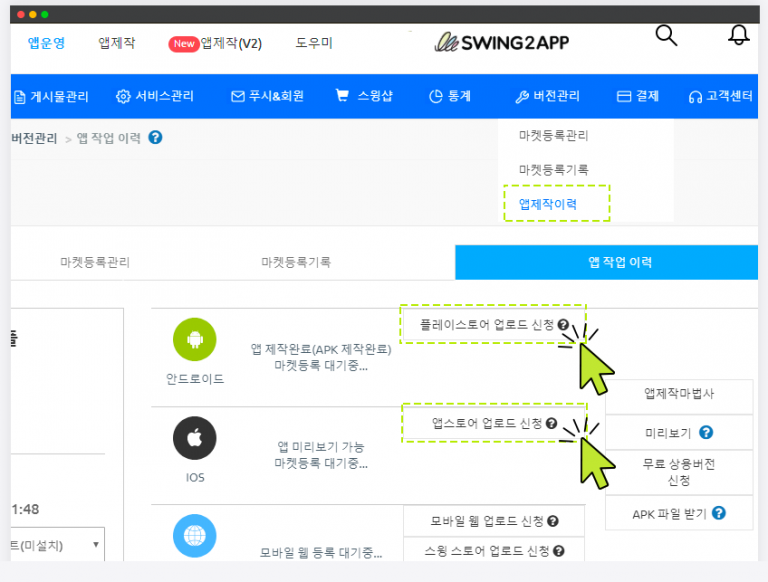 앱운영 앱제작 New 앱제작(V2) 도우미 SWING2APP
게시물관리 서비스관리 푸시&회원 스윙샵 통계 버전관리 결제 고객센터
버전관리 > 앱 작업 이력 ?
마켓등록관리
마켓등록기록
앱제작이력
마켓등록관리 마켓등록기록 앱 작업 이력
안드로이드
앱 제작완료(APK 제작완료)
마켓등록 대기중...
플레이스토어 업로드 신청 ?
IOS
앱 미리보기 가능
마켓등록 대기중...
앱스토어 업로드 신청 ?
앱제작마법사
미리보기 ?
무료 상용버전
신청
APK 파일 받기 ?
1:48
트(미설치) ▼
모바일 웹 등록 대기중...
모바일 웹 업로드 신청 ?
스윙 스토어 업로드 신청 ?